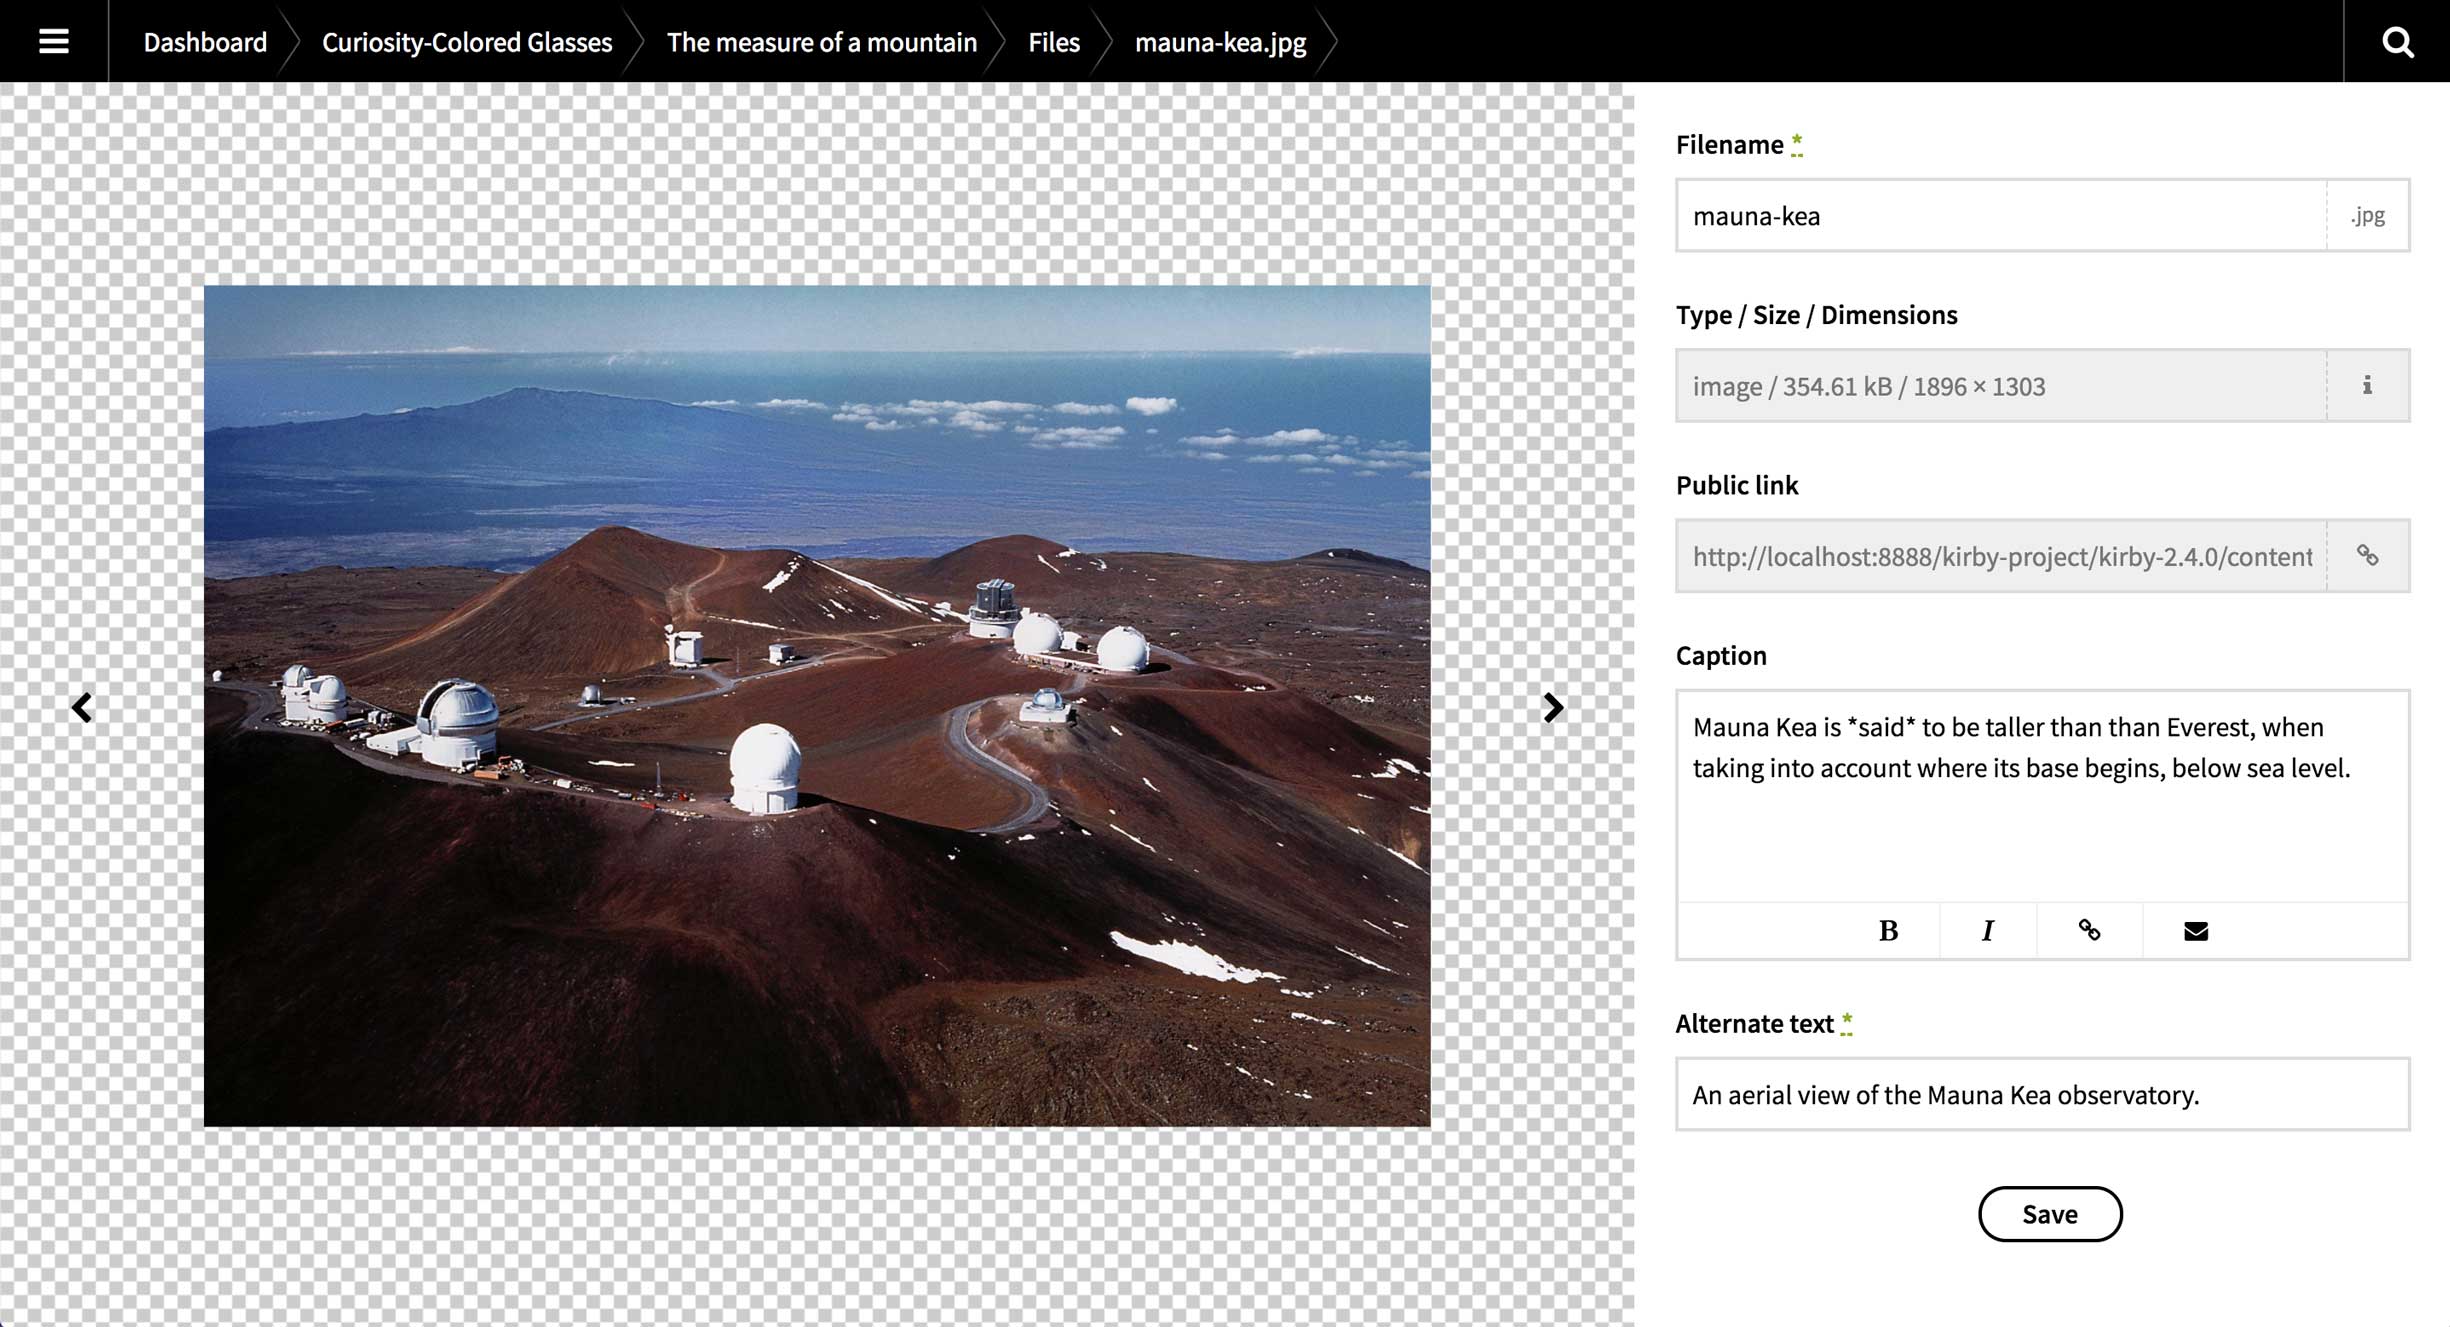 Dashboard Curiosity-Colored Glasses The measure of a mountain Files mauna-kea.jpg
Filename *
mauna-kea .jpg
Type / Size / Dimensions
image / 354.61 kB / 1896 × 1303
Public link
http://localhost:8888/kirby-project/kirby-2.4.0/content
Caption
Mauna Kea is *said* to be taller than than Everest, when
taking into account where its base begins, below sea level.
B I
Alternate text *
An aerial view of the Mauna Kea observatory.
Save